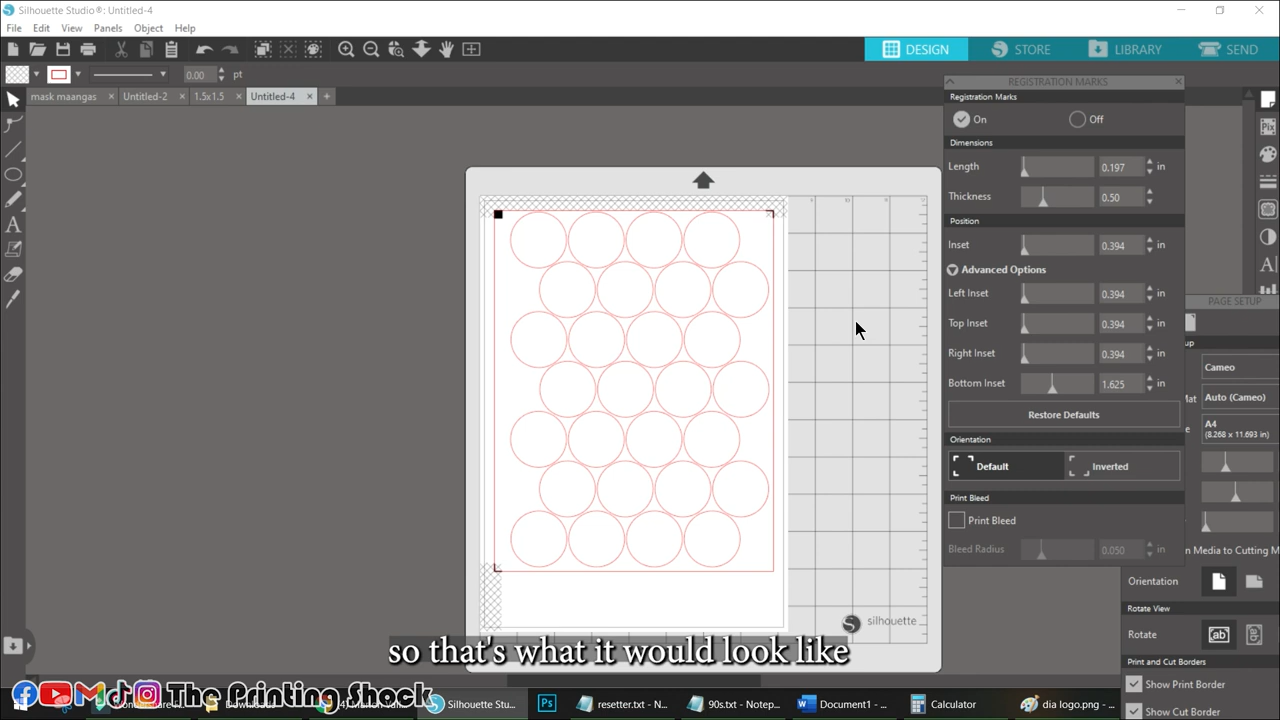 Silhouette Studio®: Untitled-4
File Edit View Panels Object Help
DESIGN STORE LIBRARY SEND
0.00 pt
mask maangas × Untitled-2 × 1.5x1.5 × Untitled-4 × +
REGISTRATION MARKS
Registration Marks
On Off
Dimensions
Length 0.197 in
Thickness 0.50
Position
Inset 0.394 in
Advanced Options
Left Inset 0.394 in
Top Inset 0.394 in
Right Inset 0.394 in
Bottom Inset 1.625 in
Restore Defaults
Orientation
Default Inverted
Print Bleed
Print Bleed
Bleed Radius 0.050 in
PAGE SETUP
up
Cameo
Mat Auto (Cameo)
e A4
(8.268 x 11.693 in)
n Media to Cutting M
Orientation
Rotate View
Rotate
Print and Cut Borders
Show Print Border
Show Cut Border
silhouette
so that's what it would look like
The Printing Shock
Silhouette Stu...
Ps
resetter.txt - N...
90s.txt - Notep...
Document1 - ...
Calculator
dia logo.png - ...